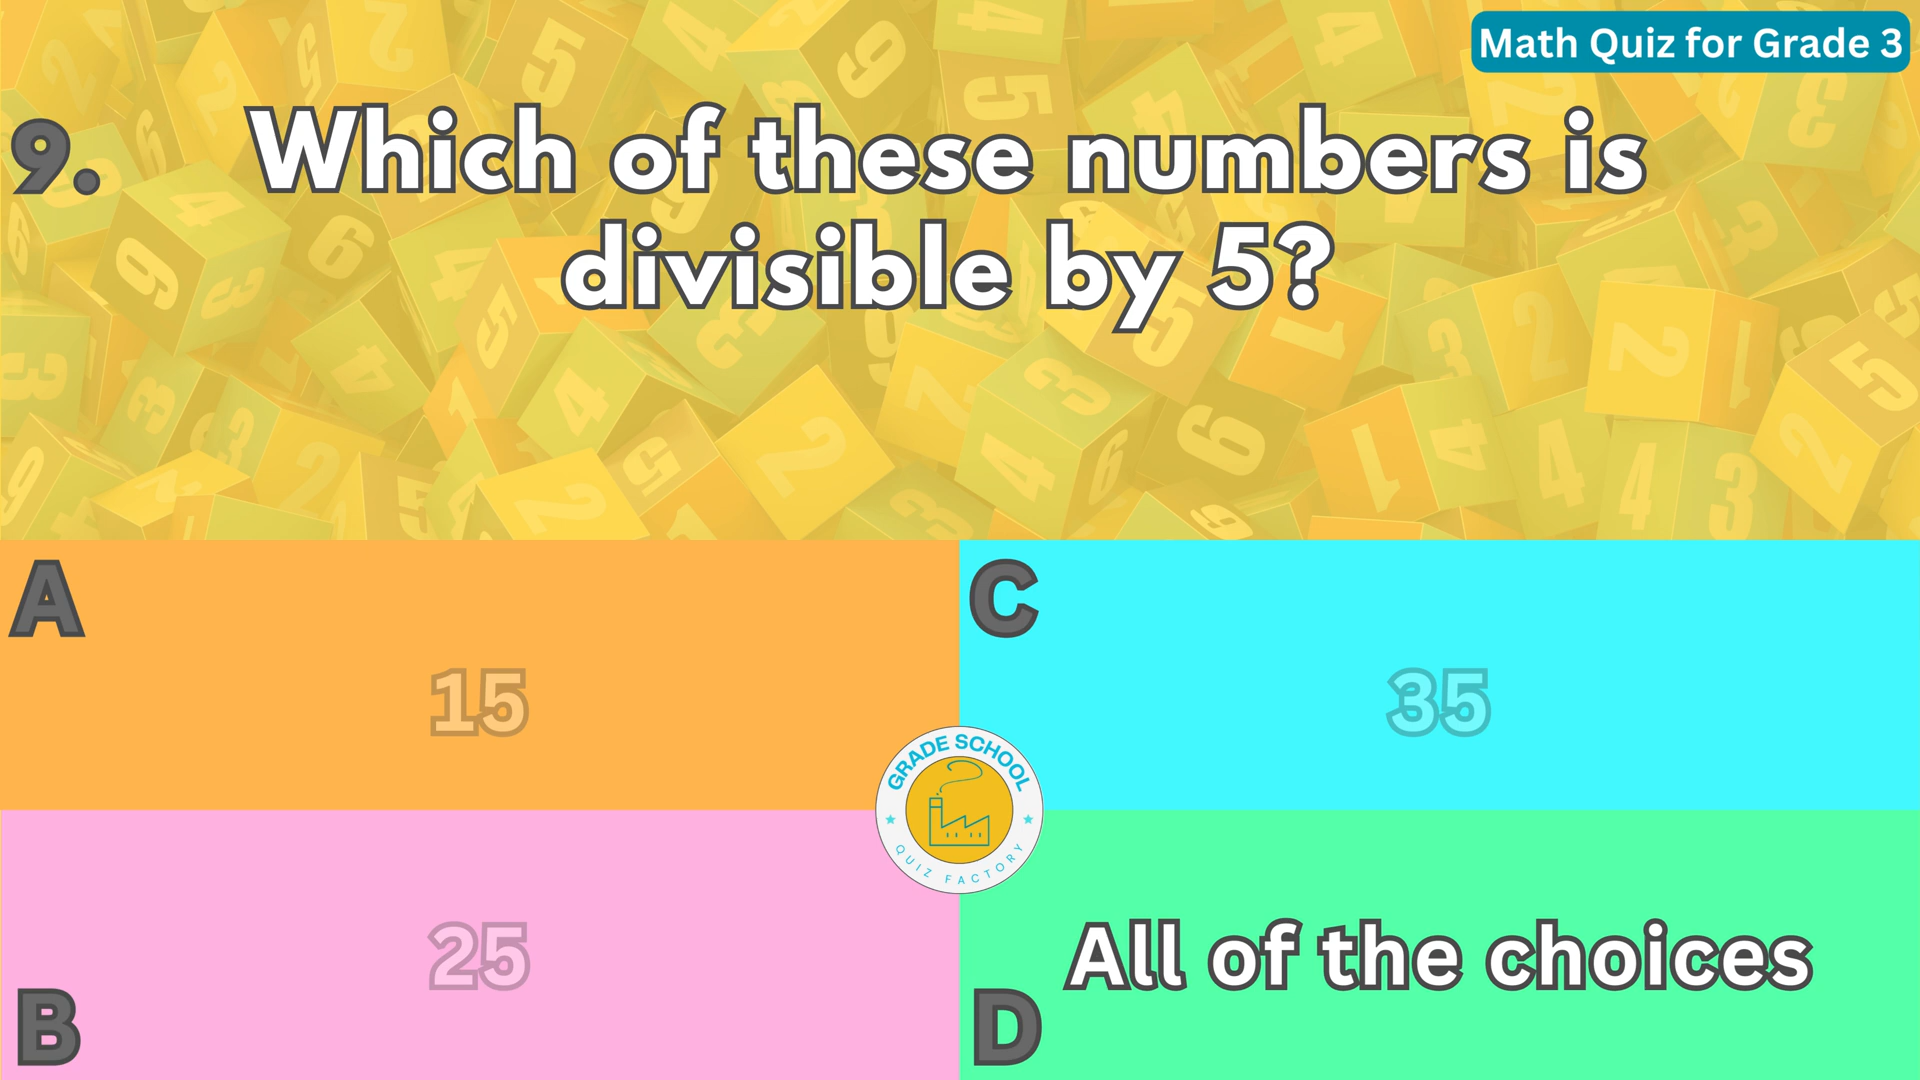 Math Quiz for Grade 3
9.
Which of these numbers is
divisible by 5?
A
15
C
35
GRADE SCHOOL
QUIZ FACTORY
25
B
All of the choices
D